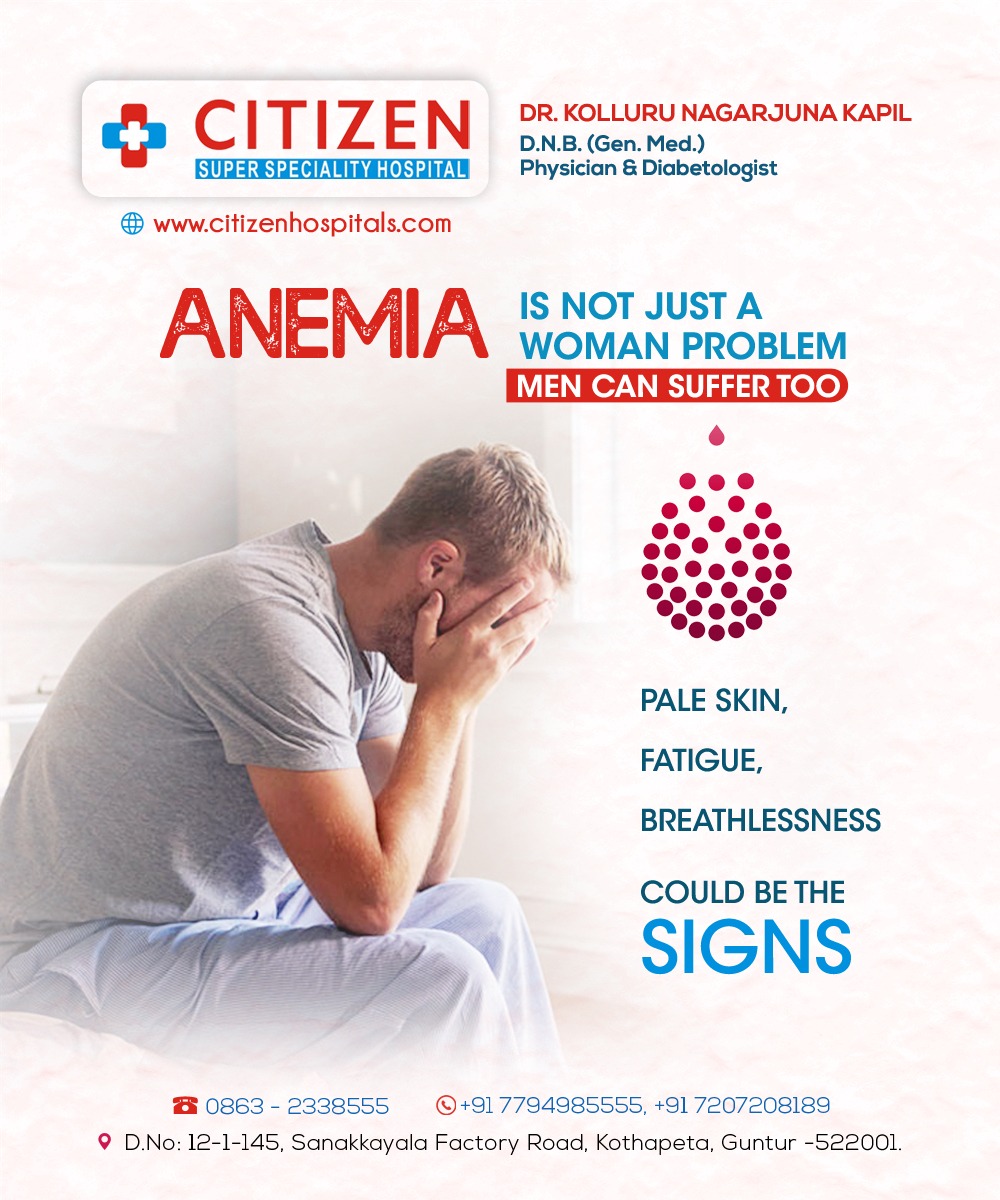 CITIZEN
SUPER SPECIALITY HOSPITAL
www.citizenhospitals.com
DR. KOLLURU NAGARJUNA KAPIL
D.N.B. (Gen. Med.)
Physician & Diabetologist
ANEMIA
IS NOT JUST A
WOMAN PROBLEM
MEN CAN SUFFER TOO
PALE SKIN,
FATIGUE,
BREATHLESSNESS
COULD BE THE
SIGNS
0863 - 2338555 +91 7794985555, +91 7207208189
D.No: 12-1-145, Sanakkayala Factory Road, Kothapeta, Guntur -522001.